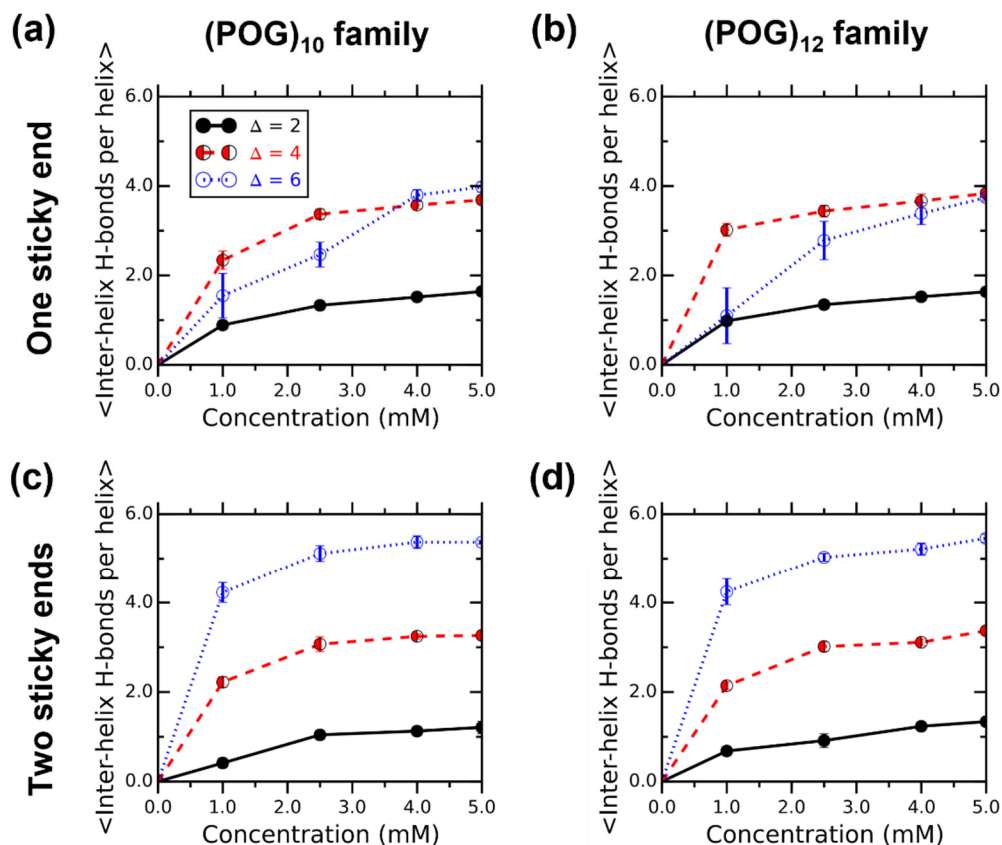 (a)
(POG)10 family
(b)
(POG)12 family
One sticky end
<Inter-helix H-bonds per helix>
6.0
4.0
2.0
0.0
Δ = 2
Δ = 4
Δ = 6
0.0 1.0 2.0 3.0 4.0 5.0
Concentration (mM)
<Inter-helix H-bonds per helix>
6.0
4.0
2.0
0.0
0.0 1.0 2.0 3.0 4.0 5.0
Concentration (mM)
(c)
(d)
Two sticky ends
<Inter-helix H-bonds per helix>
6.0
4.0
2.0
0.0
0.0 1.0 2.0 3.0 4.0 5.0
Concentration (mM)
<Inter-helix H-bonds per helix>
6.0
4.0
2.0
0.0
0.0 1.0 2.0 3.0 4.0 5.0
Concentration (mM)